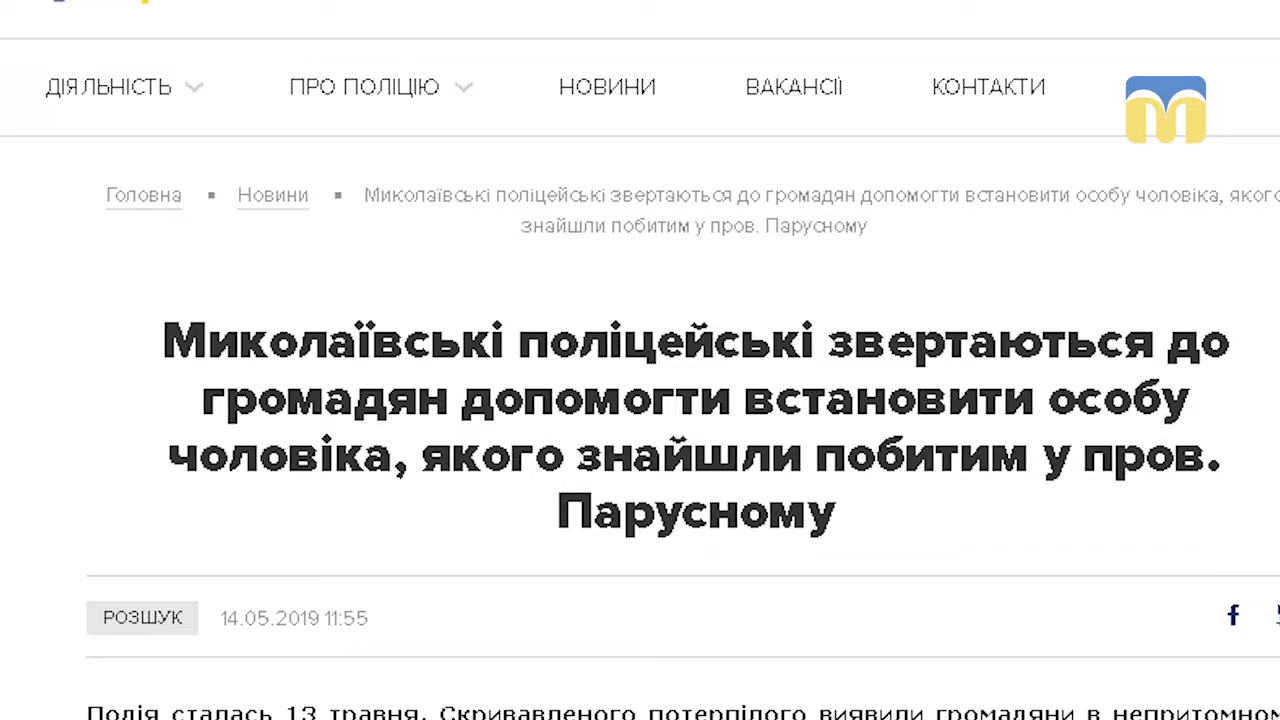 ДІЯЛЬНІСТЬ ПРО ПОЛІЦІЮ НОВИНИ ВАКАНСІЇ КОНТАКТИ
Головна ▪ Новини ▪ Миколаївські поліцейські звертаються до громадян допомогти встановити особу чоловіка, якого
знайшли побитим у пров. Парусному
Миколаївські поліцейські звертаються до
громадян допомогти встановити особу
чоловіка, якого знайшли побитим у пров.
Парусному
РОЗШУК 14.05.2019 11:55
Подія сталась 13 травня. Скривавленого потерпілого виявили громадяни в непритомном